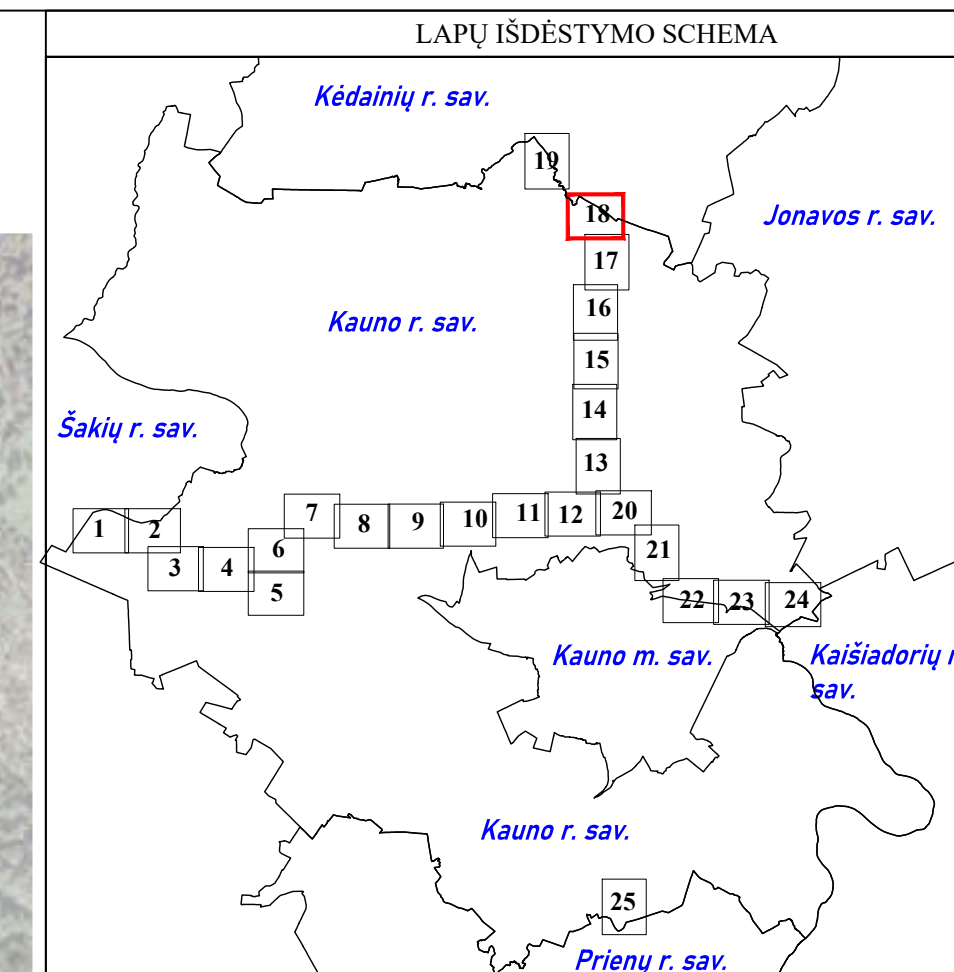 LAPŲ IŠDĖSTYMO SCHEMA
Kėdainių r. sav.
19
18
Jonavos r. sav.
17
16
Kauno r. sav.
15
14
Šakių r. sav.
13
7
8
9
10
11
12
20
1
2
6
21
3
4
5
22
23
24
Kauno m. sav.
Kaišiadorių
sav.
Kauno r. sav.
25
Prienų r. sav.